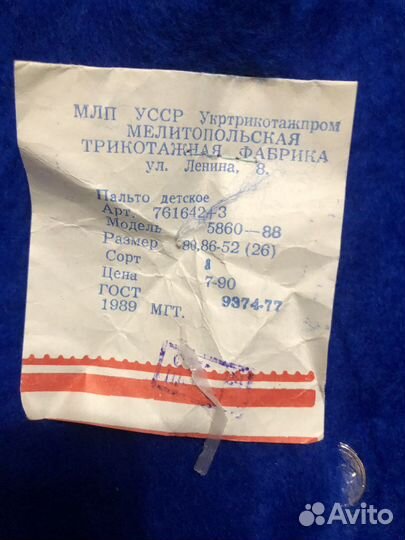 МЛП УССР Укртрикотажпром
МЕЛИТОПОЛЬСКАЯ
ТРИКОТАЖНАЯ ФАБРИКА
ул. Ленина, 8.
Пальто детское
Арт. 761642+3
Модель 5860—88
Размер 80,86-52 (26)
Сорт 1
Цена 7-90
ГОСТ 9374-77
1989 МГТ.
Avito